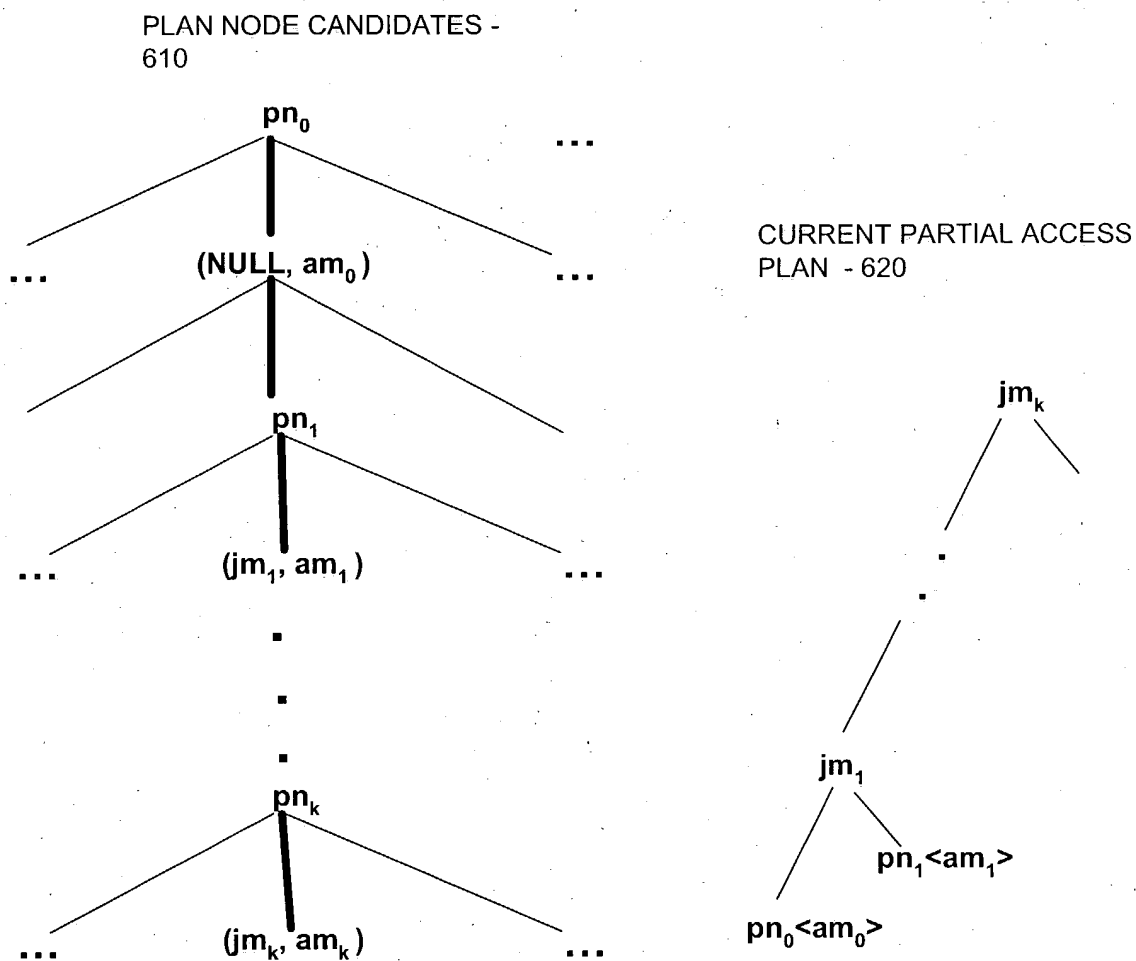 PLAN NODE CANDIDATES -
610
pn₀
...
... (NULL, am₀) ...
pn₁
... (jm₁, am₁) ...
.
.
.
pnₖ
... (jmₖ, amₖ) ...
CURRENT PARTIAL ACCESS
PLAN - 620
jmₖ
.
.
jm₁
pn₁<am₁>
pn₀<am₀>